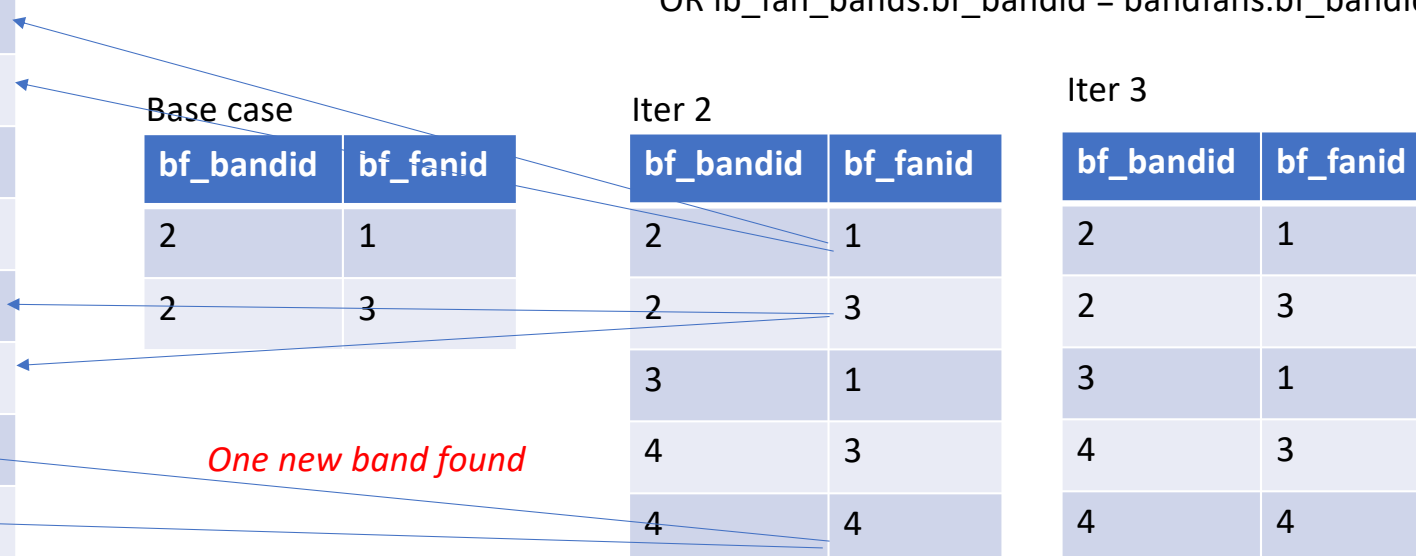 OR =
Base case
Iter 2
Iter 3
bf_bandid bf_fanid
bf_bandid bf_fanid
bf_bandid bf_fanid
2 1
2 1
2 1
2 3
2 3
2 3
3 1
3 1
One new band found
4 3
4 3
4 4
4 4